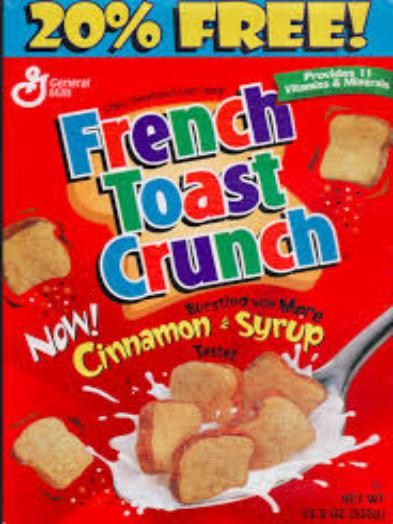 20% FREE!
General
Mills
Provides 11
Vitamins & Minerals
French
Toast
Crunch
NOW!
Bursting with More
Cinnamon & Syrup
Taste!
NET WT